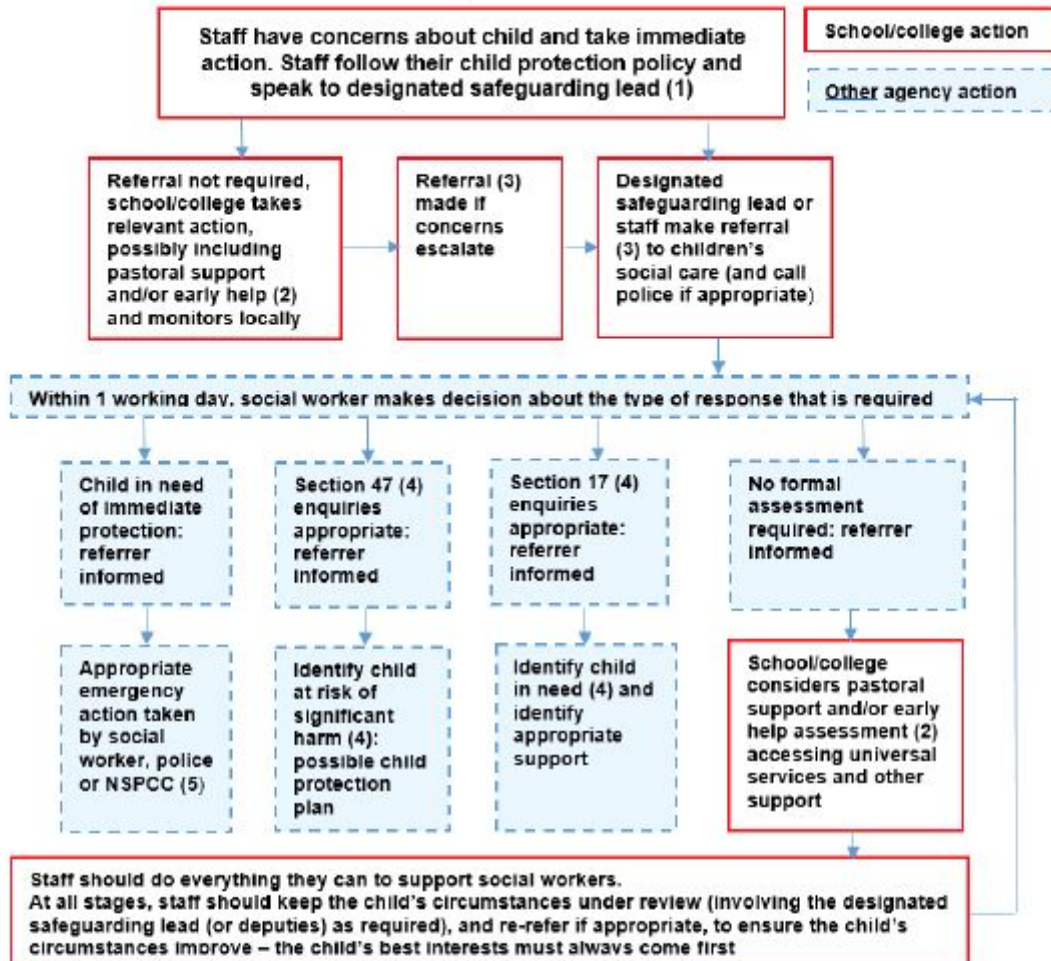 Staff have concerns about child and take immediate
action. Staff follow their child protection policy and
speak to designated safeguarding lead (1)
School/college action
Other agency action
Referral not required,
school/college takes
relevant action,
possibly including
pastoral support
and/or early help (2)
and monitors locally
Referral (3)
made if
concerns
escalate
Designated
safeguarding lead or
staff make referral
(3) to children's
social care (and call
police if appropriate)
Within 1 working day, social worker makes decision about the type of response that is required
Child in need
of immediate
protection:
referrer
informed
Section 47 (4)
enquiries
appropriate:
referrer
informed
Section 17 (4)
enquiries
appropriate:
referrer
informed
No formal
assessment
required: referrer
informed
Appropriate
emergency
action taken
by social
worker, police
or NSPCC (5)
Identify child
at risk of
significant
harm (4):
possible child
protection
plan
Identify child
in need (4) and
identify
appropriate
support
School/college
considers pastoral
support and/or early
help assessment (2)
accessing universal
services and other
support
Staff should do everything they can to support social workers.
At all stages, staff should keep the child's circumstances under review (involving the designated
safeguarding lead (or deputies) as required), and re-refer if appropriate, to ensure the child's
circumstances improve – the child's best interests must always come first